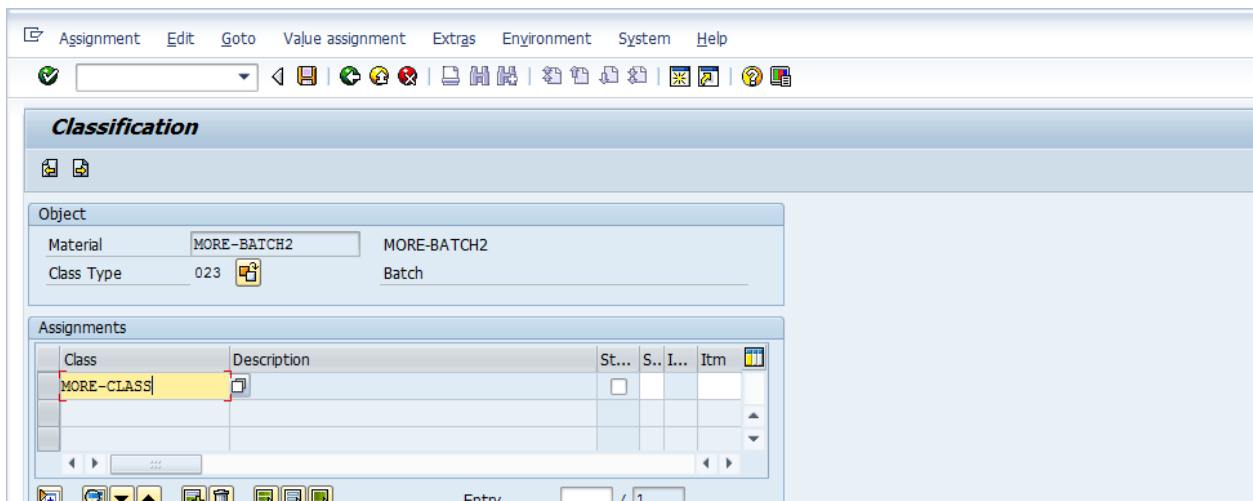 Assignment Edit Goto Value assignment Extras Environment System Help
Classification
Object
Material MORE-BATCH2 MORE-BATCH2
Class Type 023 Batch
Assignments
Class Description St... S.. I... Itm
MORE-CLASS
Entry / 1